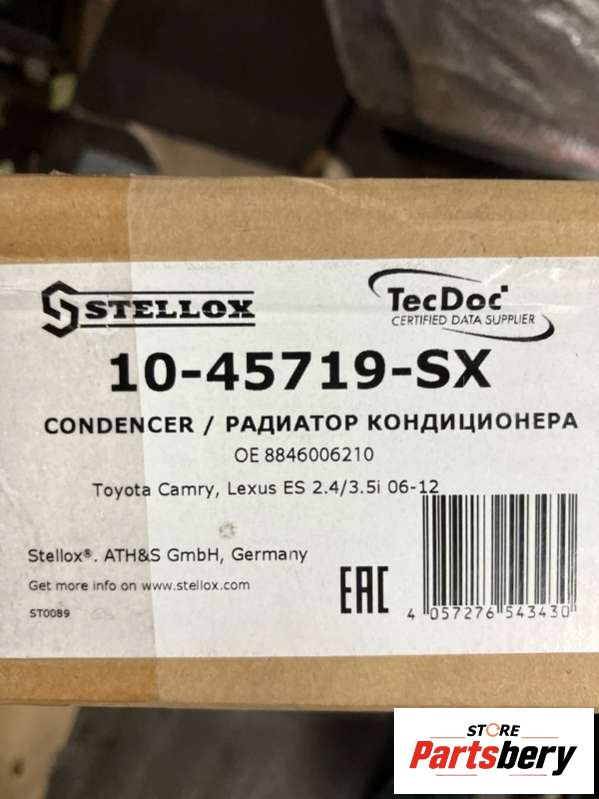 STELLOX
TecDoc
CERTIFIED DATA SUPPLIER
10-45719-SX
CONDENCER / РАДИАТОР КОНДИЦИОНЕРА
OE 8846006210
Toyota Camry, Lexus ES 2.4/3.5i 06-12
Stellox®. ATH&S GmbH, Germany
Get more info on www.stellox.com
ST0089
EAC
4 057276 543430
STORE
Partsbery